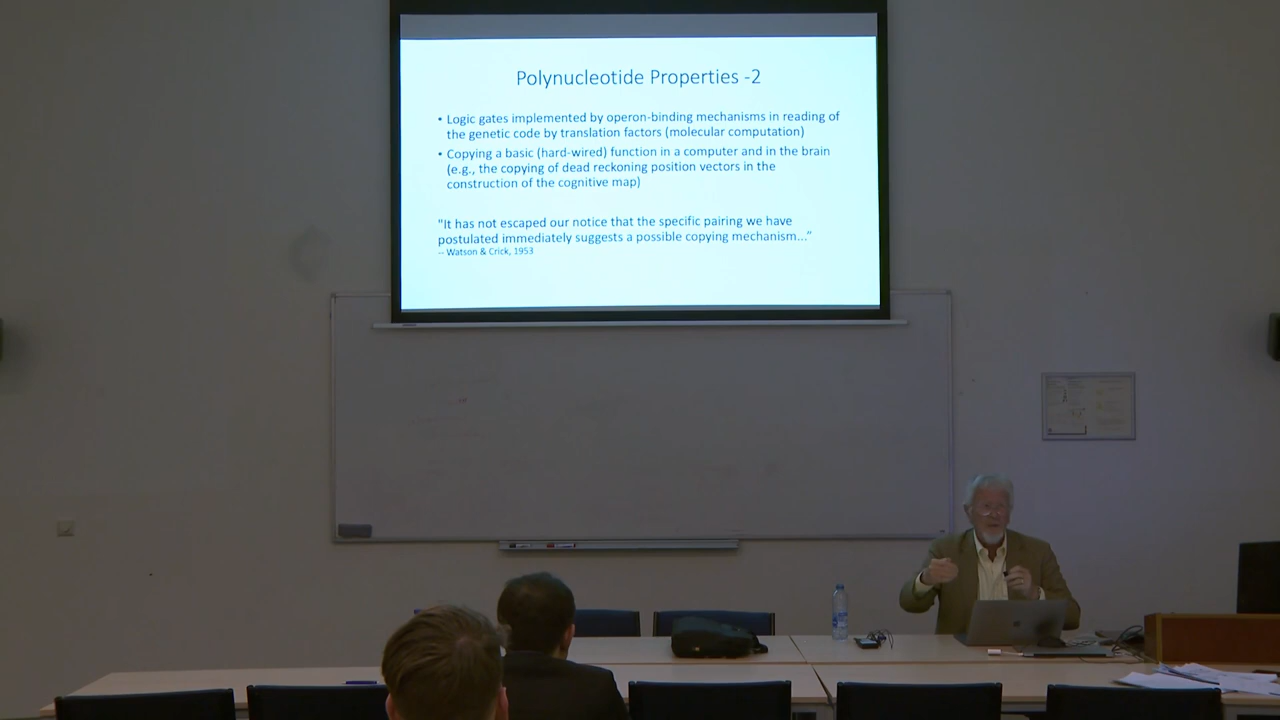 Polynucleotide Properties -2
• Logic gates implemented by operon-binding mechanisms in reading of
the genetic code by translation factors (molecular computation)
• Copying a basic (hard-wired) function in a computer and in the brain
(e.g., the copying of dead reckoning position vectors in the
construction of the cognitive map)
"It has not escaped our notice that the specific pairing we have
postulated immediately suggests a possible copying mechanism..."
-- Watson & Crick, 1953